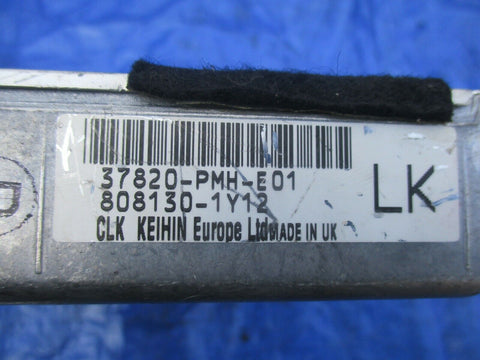 37820-PMH-E01
808130-1Y12
CLK KEIHIN Europe Ltd MADE IN UK
LK